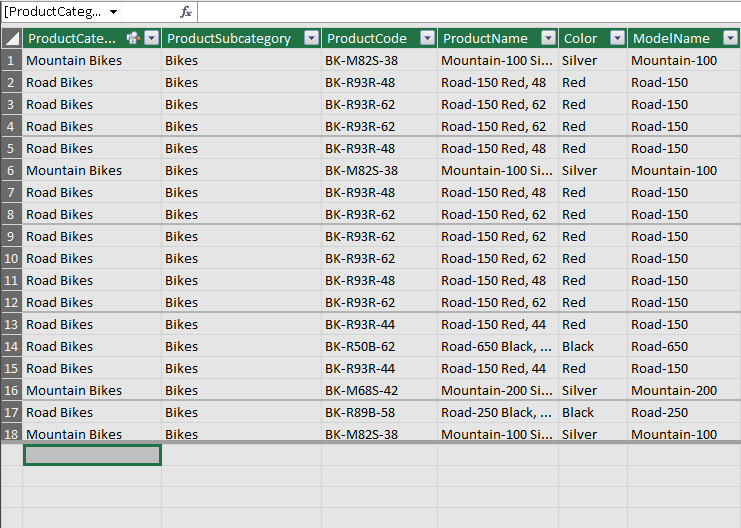 [ProductCateg... fx
ProductCate... ProductSubcategory ProductCode ProductName Color ModelName
1 Mountain Bikes Bikes BK-M82S-38 Mountain-100 Si... Silver Mountain-100
2 Road Bikes Bikes BK-R93R-48 Road-150 Red, 48 Red Road-150
3 Road Bikes Bikes BK-R93R-62 Road-150 Red, 62 Red Road-150
4 Road Bikes Bikes BK-R93R-62 Road-150 Red, 62 Red Road-150
5 Road Bikes Bikes BK-R93R-48 Road-150 Red, 48 Red Road-150
6 Mountain Bikes Bikes BK-M82S-38 Mountain-100 Si... Silver Mountain-100
7 Road Bikes Bikes BK-R93R-48 Road-150 Red, 48 Red Road-150
8 Road Bikes Bikes BK-R93R-62 Road-150 Red, 62 Red Road-150
9 Road Bikes Bikes BK-R93R-62 Road-150 Red, 62 Red Road-150
10 Road Bikes Bikes BK-R93R-62 Road-150 Red, 62 Red Road-150
11 Road Bikes Bikes BK-R93R-48 Road-150 Red, 48 Red Road-150
12 Road Bikes Bikes BK-R93R-62 Road-150 Red, 62 Red Road-150
13 Road Bikes Bikes BK-R93R-44 Road-150 Red, 44 Red Road-150
14 Road Bikes Bikes BK-R50B-62 Road-650 Black, ... Black Road-650
15 Road Bikes Bikes BK-R93R-44 Road-150 Red, 44 Red Road-150
16 Mountain Bikes Bikes BK-M68S-42 Mountain-200 Si... Silver Mountain-200
17 Road Bikes Bikes BK-R89B-58 Road-250 Black, ... Black Road-250
18 Mountain Bikes Bikes BK-M82S-38 Mountain-100 Si... Silver Mountain-100